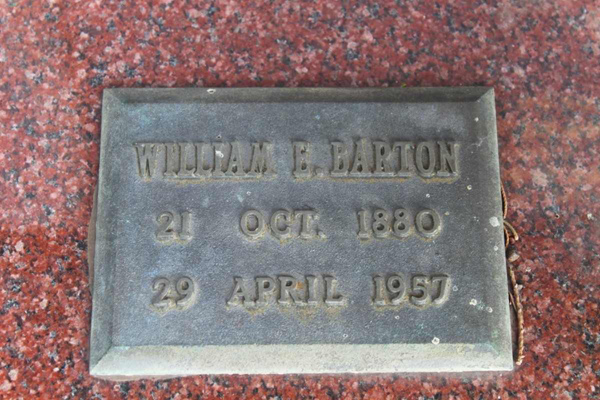 WILLIAM E. BARTON
21 OCT. 1880
29 APRIL 1957